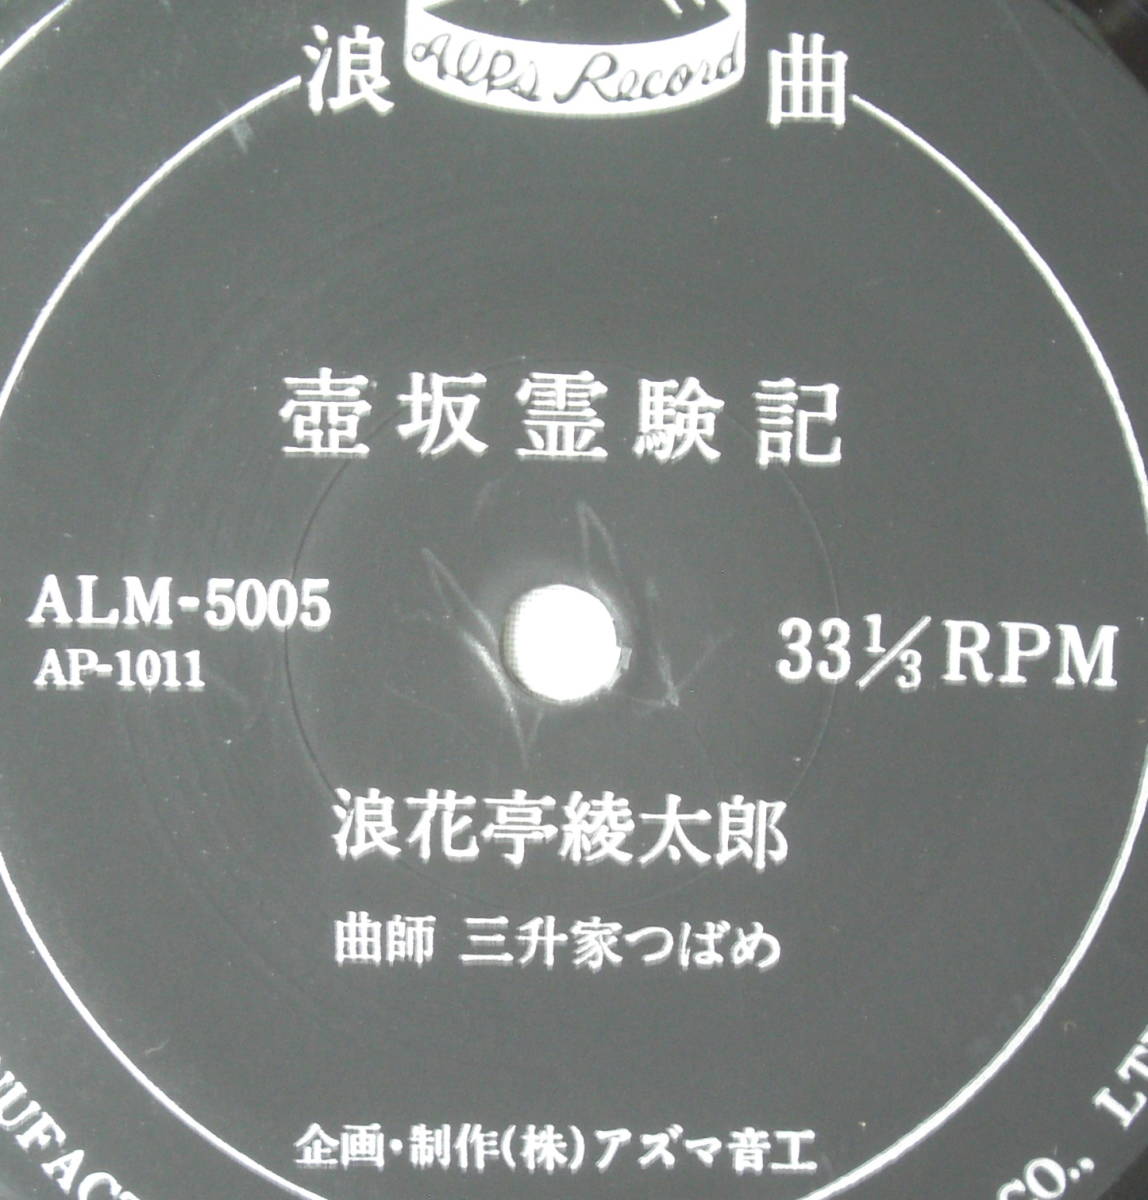 浪 Alps Record 曲
壺坂霊験記
ALM-5005
AP-1011
33⅓ RPM
浪花亭綾太郎
曲師 三升家つばめ
企画・制作(株)アズマ音工
CO.,